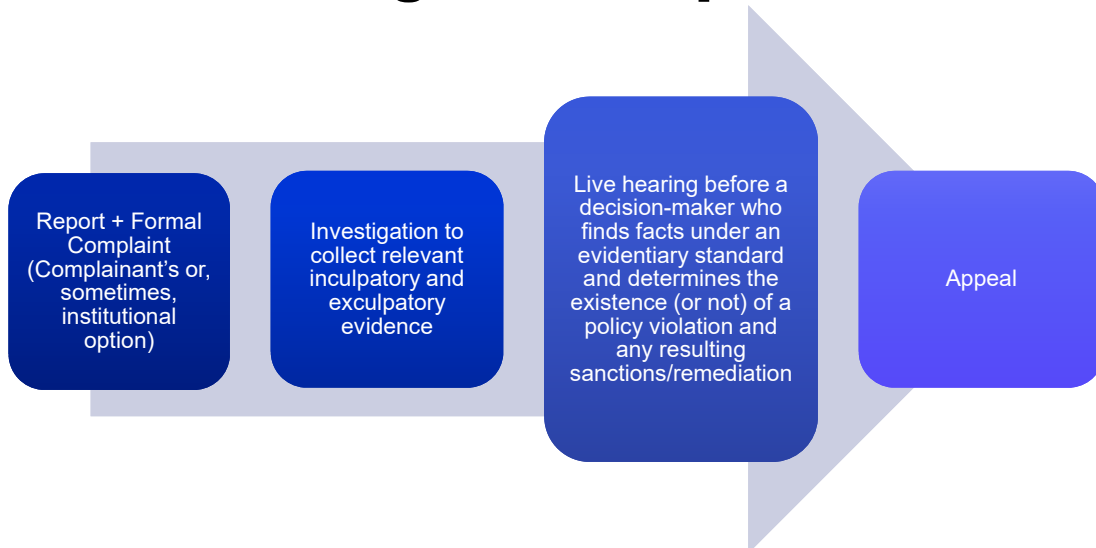 Report + Formal
Complaint
(Complainant’s or,
sometimes,
institutional
option)
Investigation to
collect relevant
inculpatory and
exculpatory
evidence
Live hearing before a
decision-maker who
finds facts under an
evidentiary standard
and determines the
existence (or not) of a
policy violation and
any resulting
sanctions/remediation
Appeal